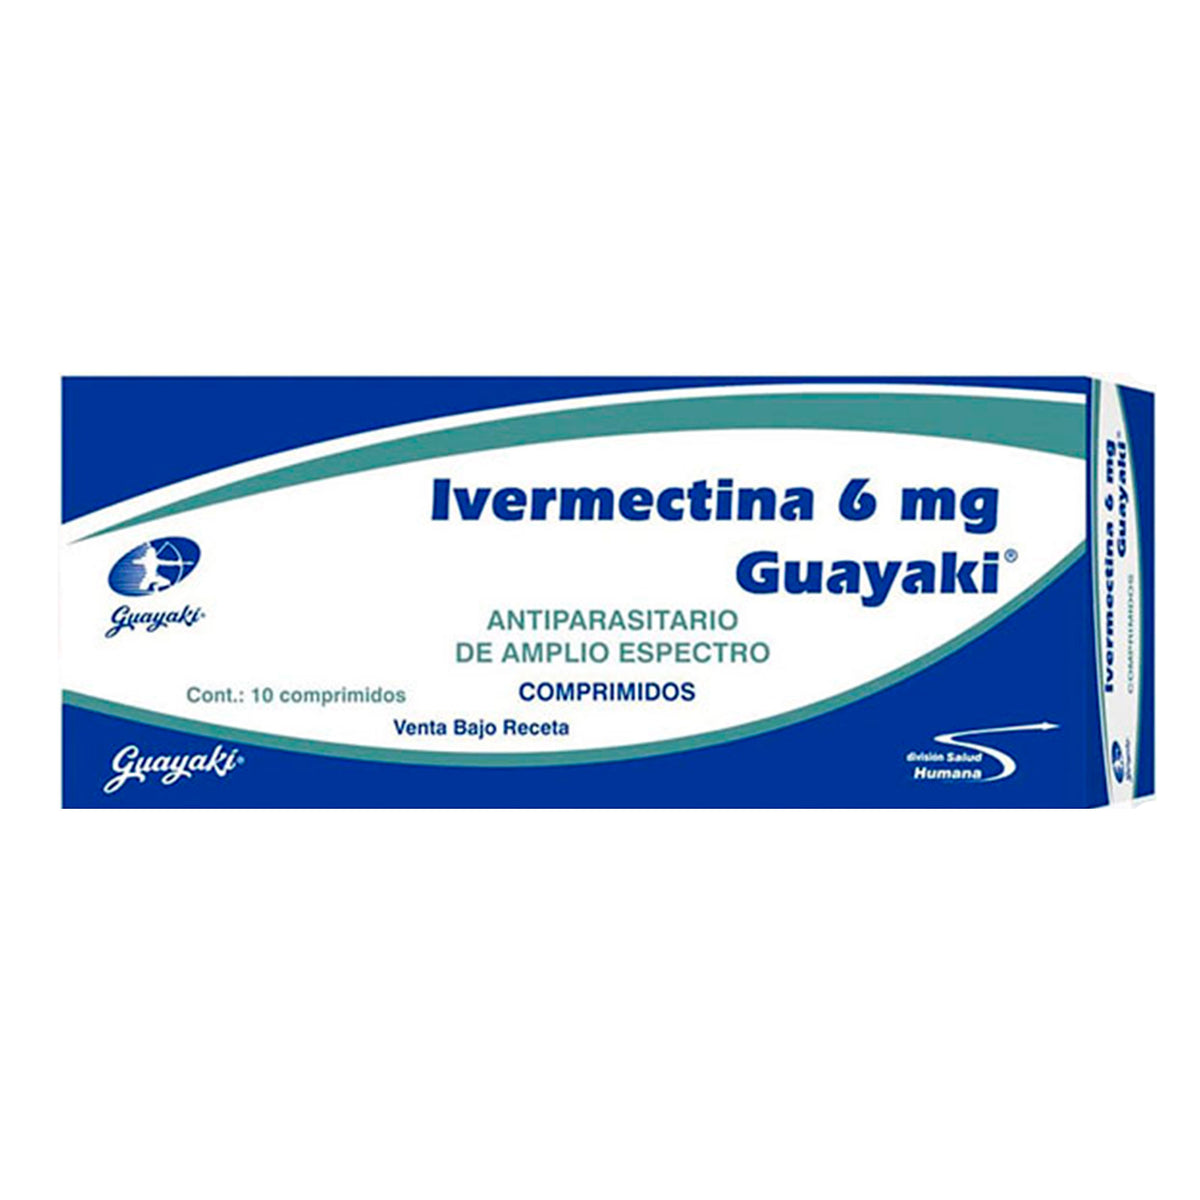 Ivermectina 6 mg
Guayaki®
Guayaki®
ANTIPARASITARIO
DE AMPLIO ESPECTRO
Cont.: 10 comprimidos
COMPRIMIDOS
Venta Bajo Receta
Guayakí®
división Salud
Humana
Ivermectina 6 mg
Guayaki®
COMPRIMIDOS
Guayaki